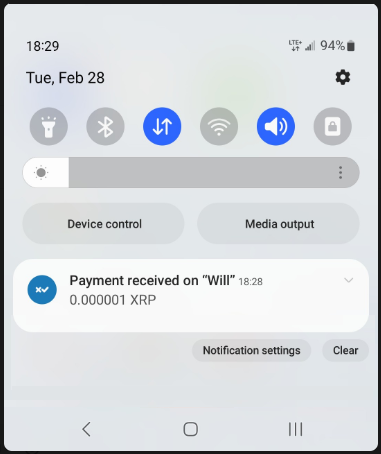 18:29
LTE+
94%
Tue, Feb 28
Device control
Media output
Payment received on “Will” 18:28
0.000001 XRP
Notification settings
Clear